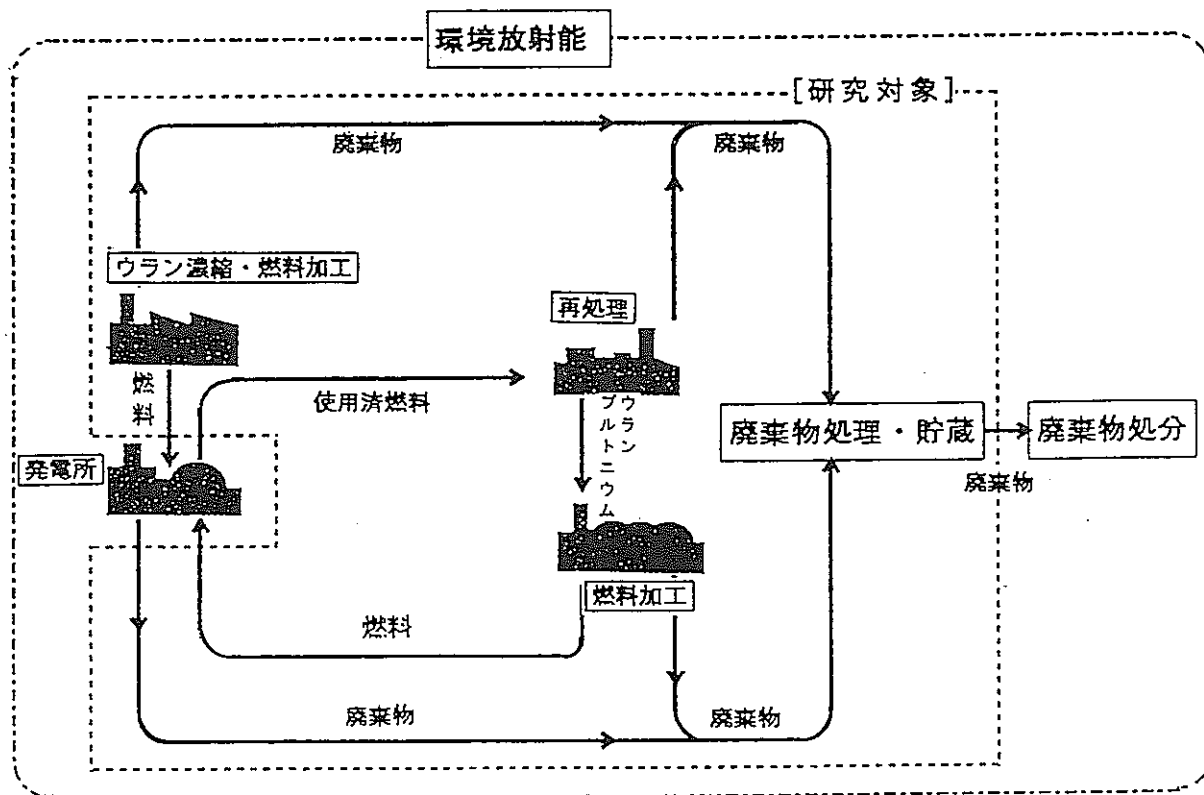 環境放射能
[研究対象]
廃棄物
廃棄物
ウラン濃縮・燃料加工
再処理
燃料
使用済燃料
ウラン
プルトニウム
廃棄物処理・貯蔵
廃棄物処分
発電所
廃棄物
燃料加工
燃料
廃棄物
廃棄物